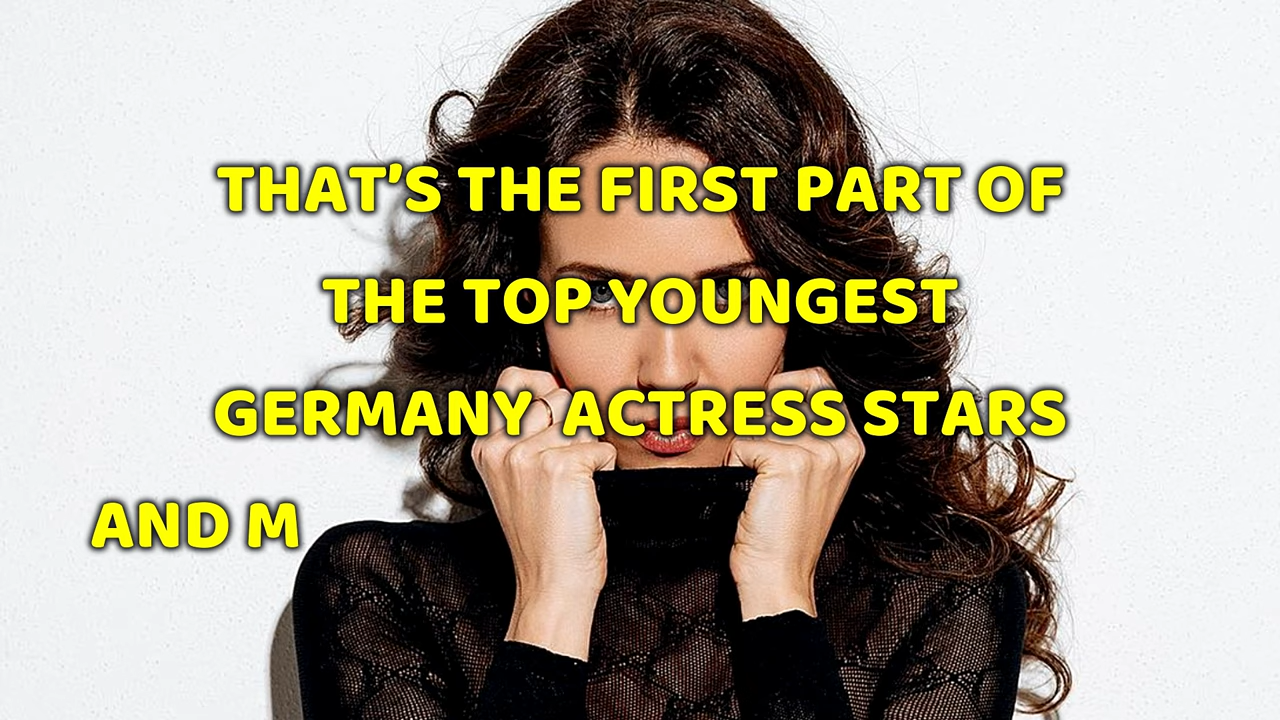 THAT'S THE FIRST PART OF
THE TOP YOUNGEST
GERMANY  ACTRESS STARS
AND M